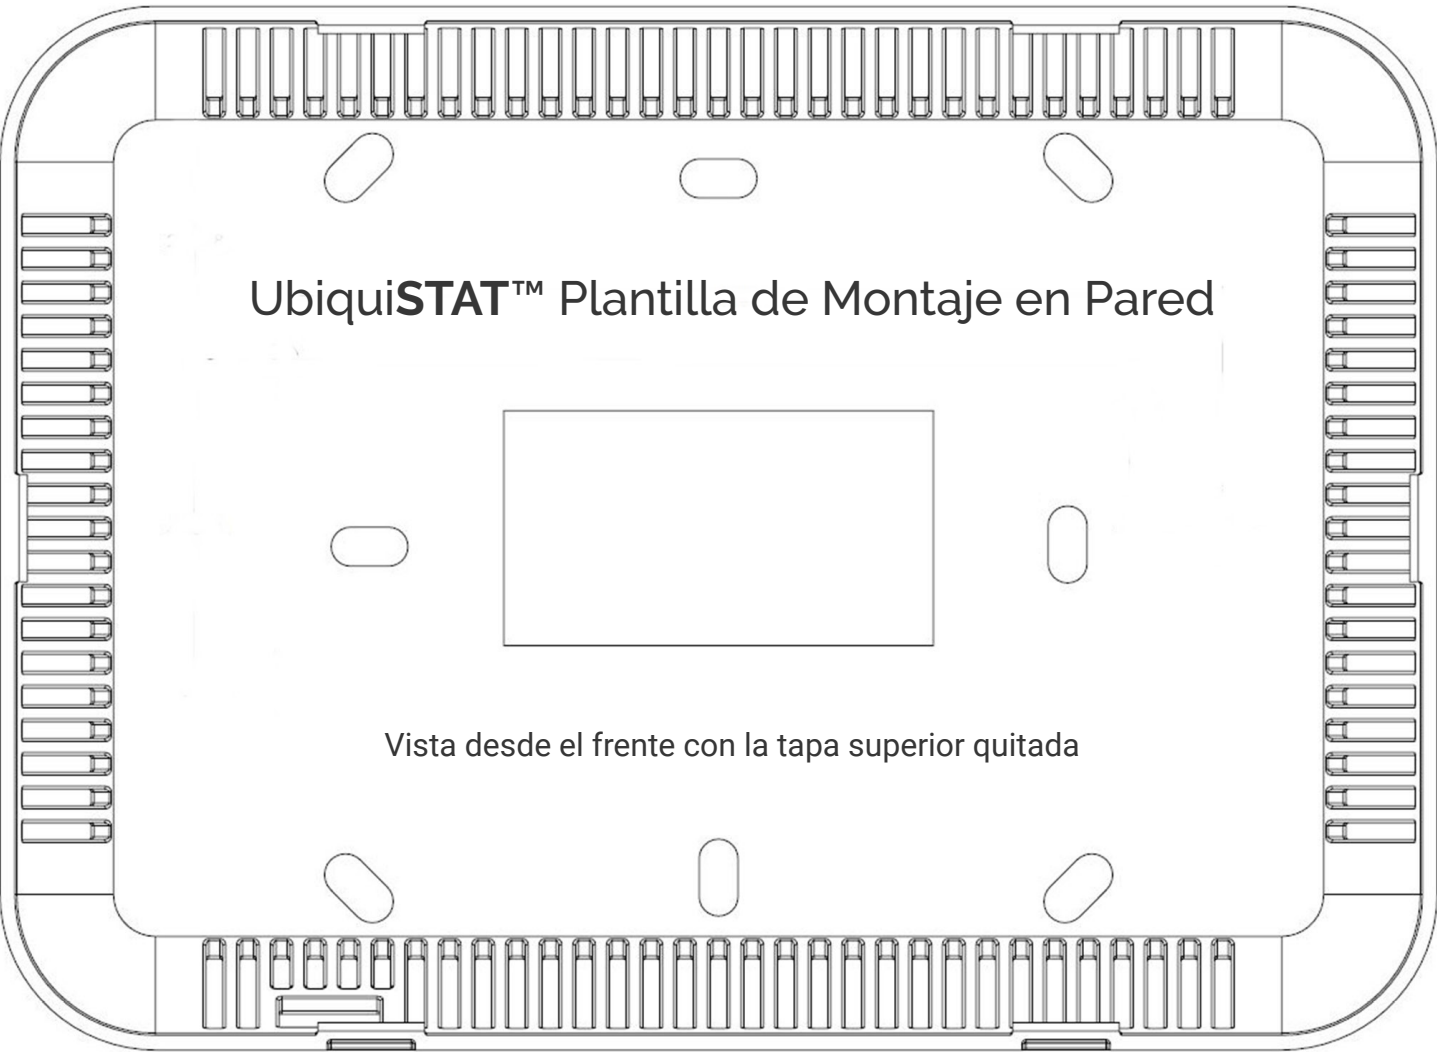 UbiquiSTAT™ Plantilla de Montaje en Pared
Vista desde el frente con la tapa superior quitada